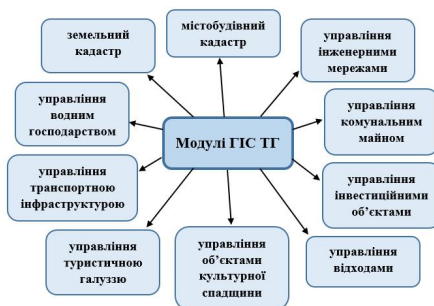 містобудівний
кадастр
земельний
кадастр
управління
інженерними
мережами
управління
водним
господарством
управління
комунальним
майном
Модулі ГІС ТГ
управління
транспортною
інфраструктурою
управління
інвестиційними
об’єктами
управління
туристичною
галуззю
управління
об’єктами
культурної
спадщини
управління
відходами